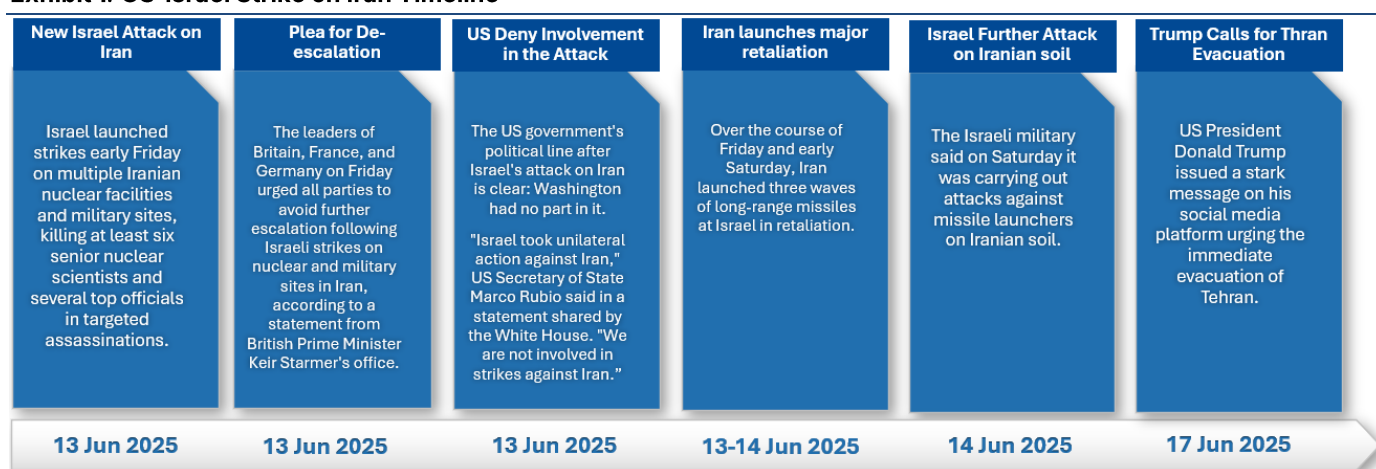 New Israel Attack on
Iran
Israel launched
strikes early Friday
on multiple Iranian
nuclear facilities
and military sites,
killing at least six
senior nuclear
scientists and
several top officials
in targeted
assassinations.
13 Jun 2025
Plea for De-
escalation
The leaders of
Britain, France, and
Germany on Friday
urged all parties to
avoid further
escalation following
Israeli strikes on
nuclear and military
sites in Iran,
according to a
statement from
British Prime Minister
Keir Starmer's office.
13 Jun 2025
US Deny Involvement
in the Attack
The US government's
political line after
Israel's attack on Iran
is clear: Washington
had no part in it.
"Israel took unilateral
action against Iran,"
US Secretary of State
Marco Rubio said in a
statement shared by
the White House. "We
are not involved in
strikes against Iran.”
13 Jun 2025
Iran launches major
retaliation
Over the course of
Friday and early
Saturday, Iran
launched three waves
of long-range missiles
at Israel in retaliation.
13-14 Jun 2025
Israel Further Attack
on Iranian soil
The Israeli military
said on Saturday it
was carrying out
attacks against
missile launchers
on Iranian soil.
14 Jun 2025
Trump Calls for Thran
Evacuation
US President
Donald Trump
issued a stark
message on his
social media
platform urging the
immediate
evacuation of
Tehran.
17 Jun 2025